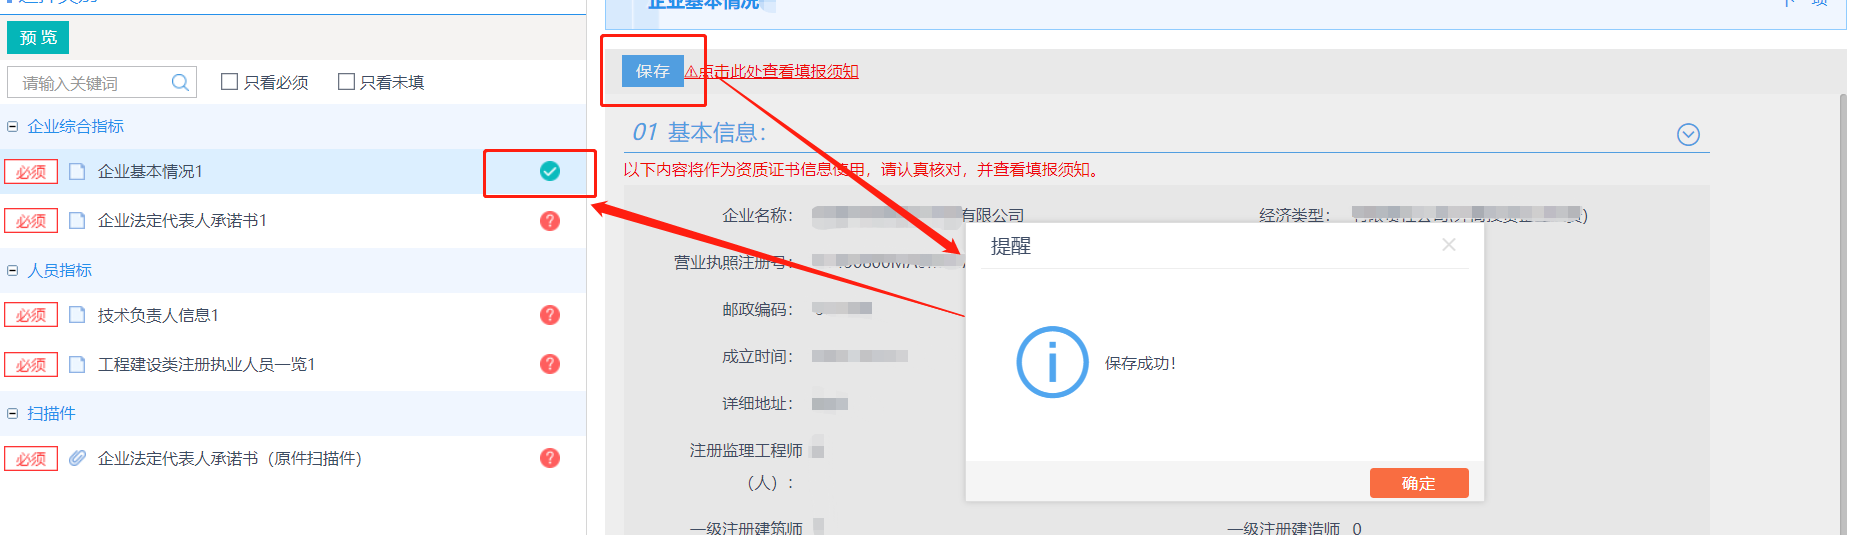 预 览
请输入关键词
只看必须
只看未填
企业综合指标
必须 企业基本情况1
必须 企业法定代表人承诺书1
人员指标
必须 技术负责人信息1
必须 工程建设类注册执业人员一览1
扫描件
必须 企业法定代表人承诺书（原件扫描件）
企业基本情况
保存 点击此处查看填报须知
01 基本信息：
以下内容将作为资质证书信息使用，请认真核对，并查看填报须知。
企业名称： 有限公司 经济类型：
营业执照注册号：
邮政编码：
成立时间：
详细地址：
注册监理工程师
（人）：
一级注册建筑师
一级注册建造师 0
提醒
保存成功！
确定